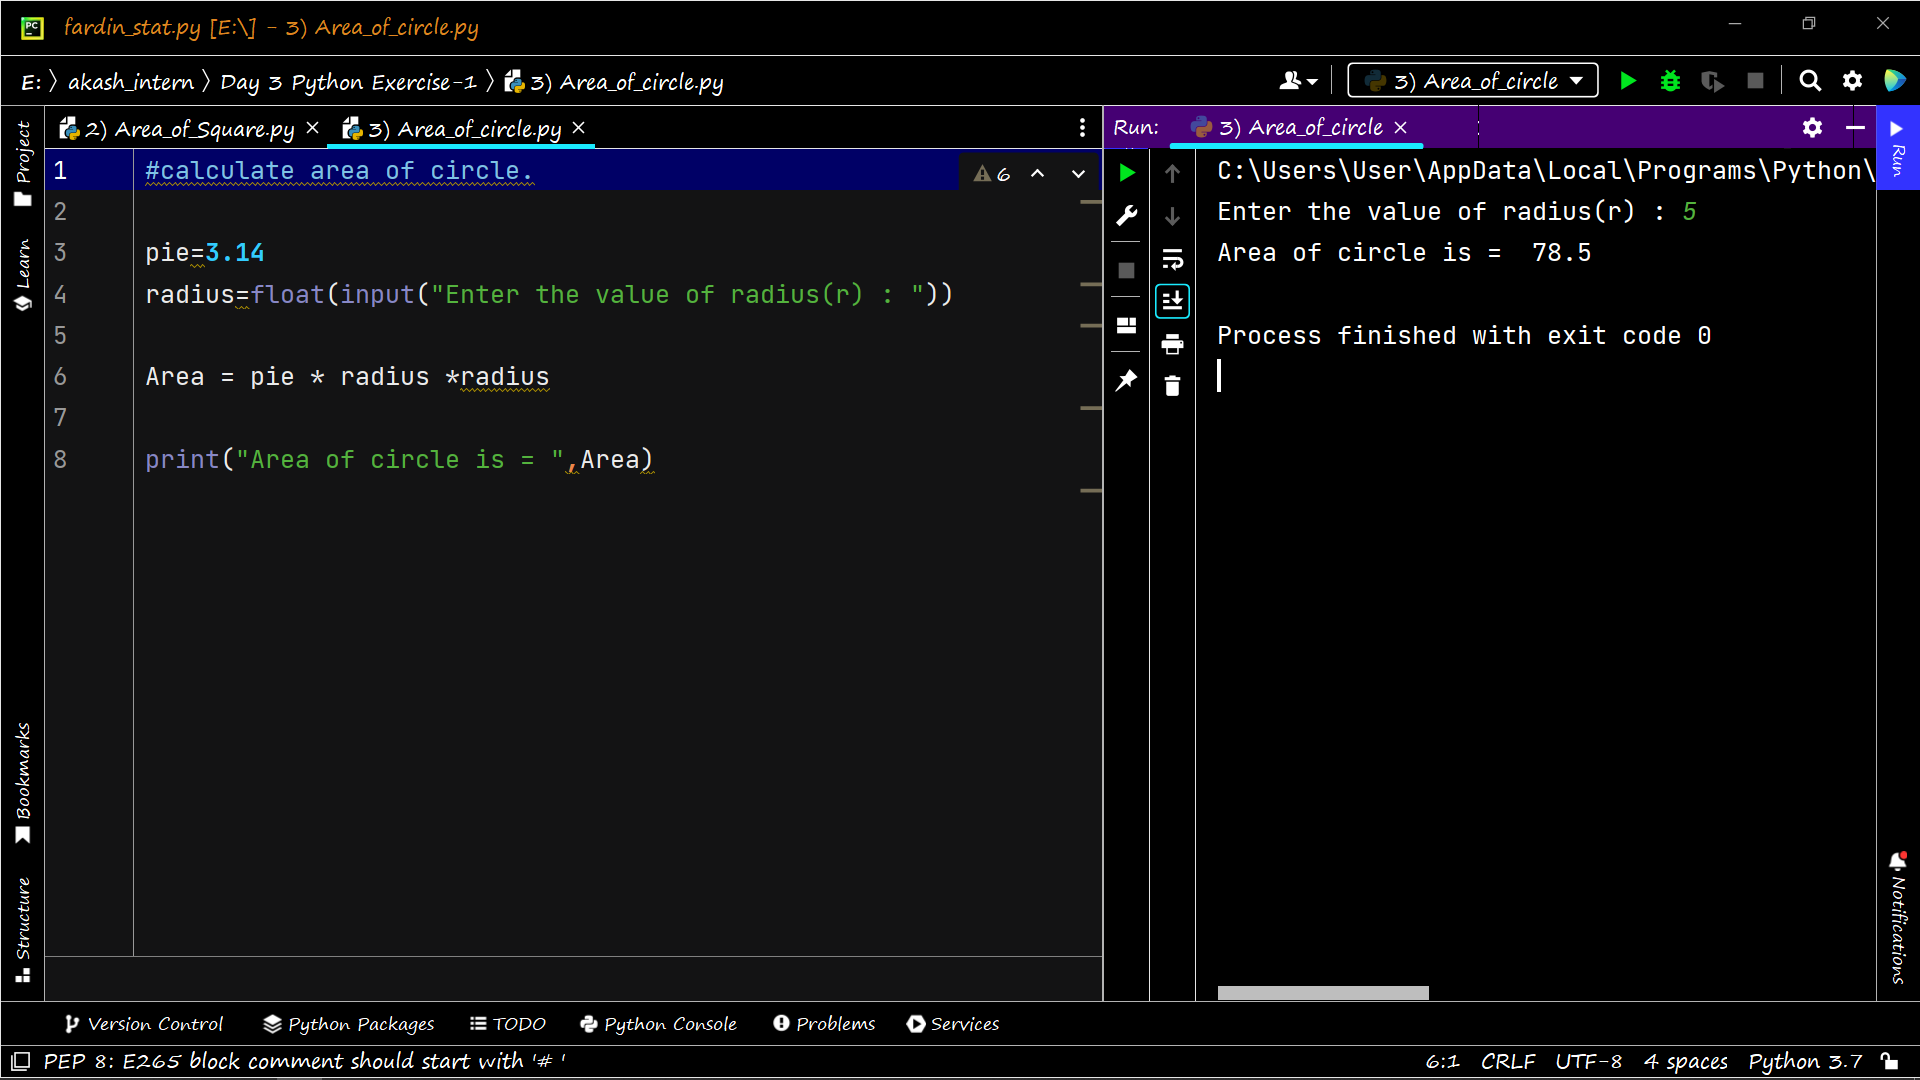 PC fardin_stat.py [E:\] - 3) Area_of_circle.py
E: 〉 akash_intern 〉 Day 3 Python Exercise-1 〉 3) Area_of_circle.py
3) Area_of_circle
Project
Learn
Bookmarks
Structure
2) Area_of_Square.py
3) Area_of_circle.py
6
1 #calculate area of circle.
2
3 pie=3.14
4 radius=float(input("Enter the value of radius(r) : "))
5
6 Area = pie * radius *radius
7
8 print("Area of circle is = ",Area)
Run: 3) Area_of_circle
C:\Users\User\AppData\Local\Programs\Python\
Enter the value of radius(r) : 5
Area of circle is =  78.5
Process finished with exit code 0
Run
Notifications
Version Control
Python Packages
TODO
Python Console
Problems
Services
PEP 8: E265 block comment should start with '# '
6:1 CRLF UTF-8 4 spaces Python 3.7